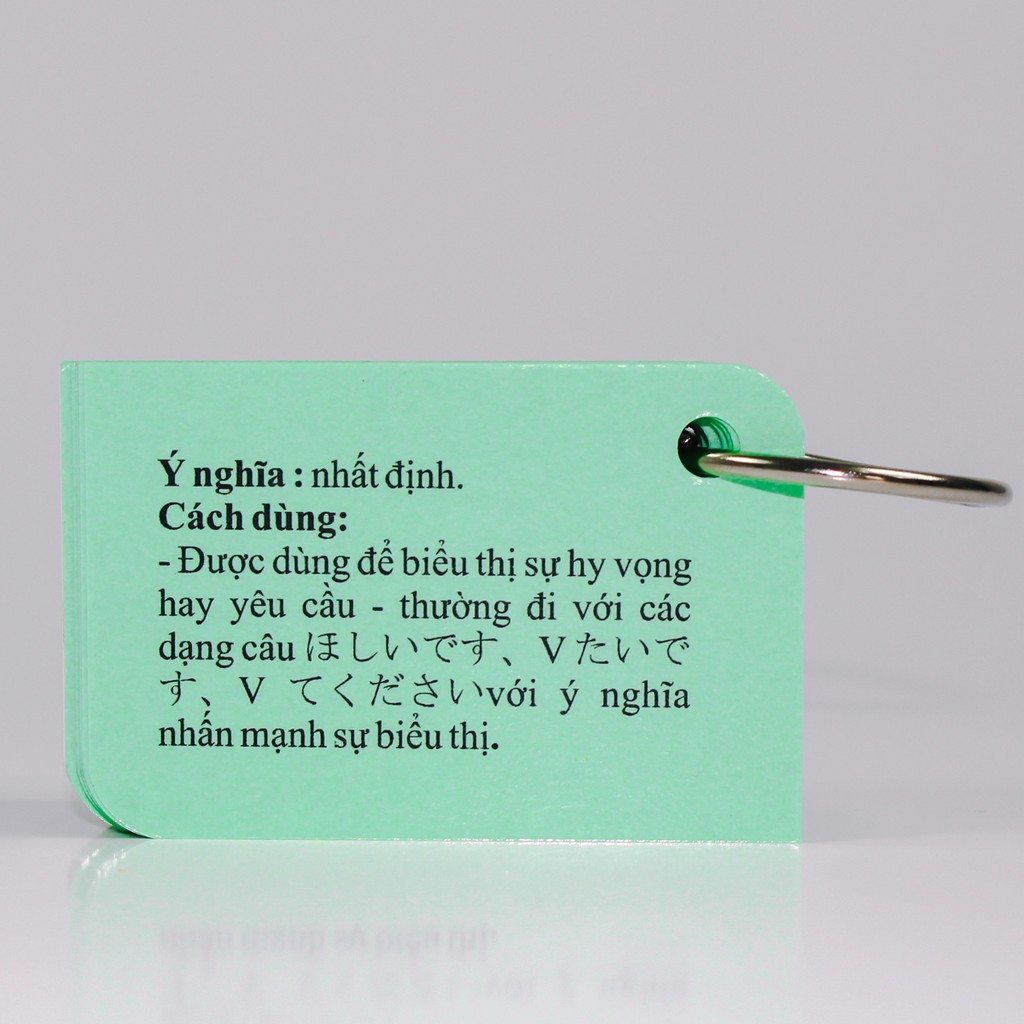 Ý nghĩa : nhất định.
Cách dùng:
- Được dùng để biểu thị sự hy vọng
hay yêu cầu - thường đi với các
dạng câu ほしいです、Vたいで
す、V てくださいvới ý nghĩa
nhấn mạnh sự biểu thị.